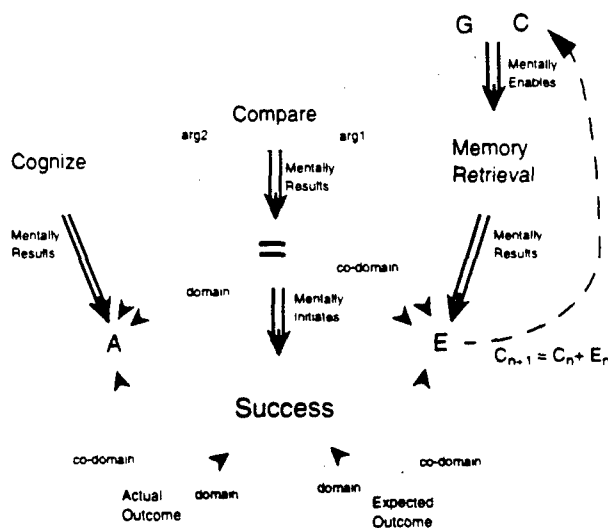 G C
Mentally
Enables
Compare
arg2 arg1
Cognize
Mentally
Results
Memory
Retrieval
Mentally
Results
=
Mentally
Results
co-domain
domain
Mentally
Initiates
A
E
C_{n+1} = C_n + E_n
Success
co-domain
domain
Actual
Outcome
domain
co-domain
Expected
Outcome